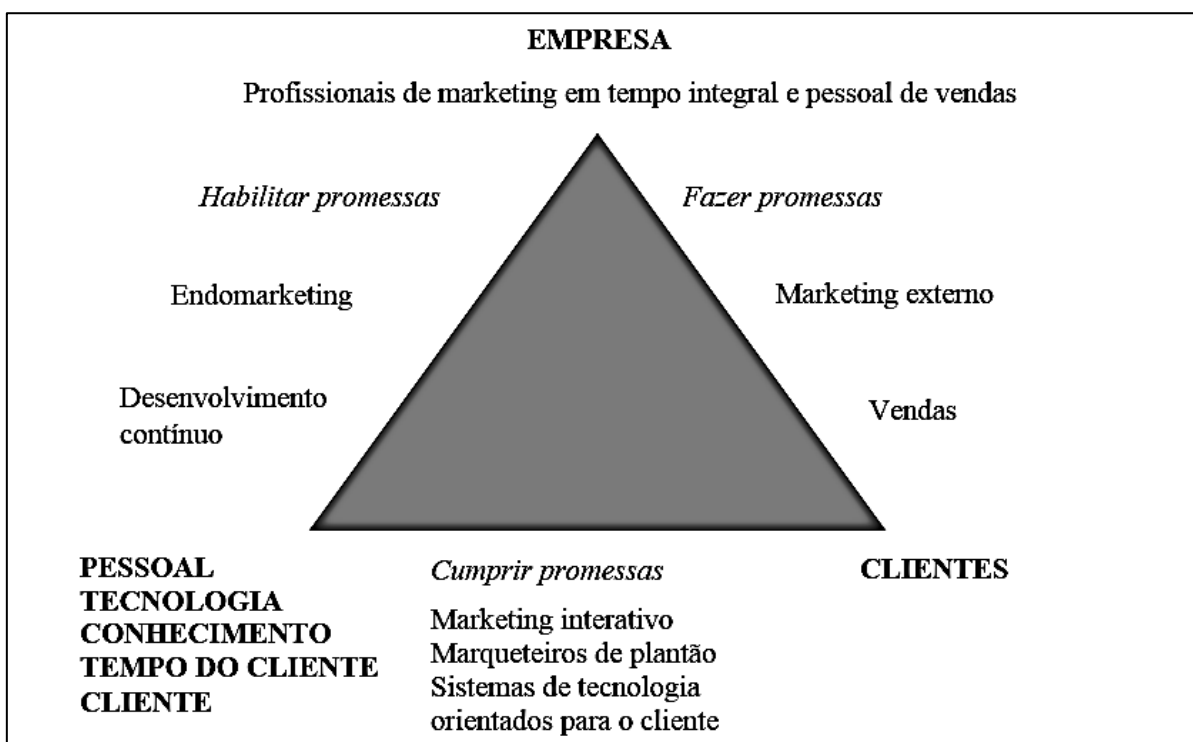 EMPRESA
Profissionais de marketing em tempo integral e pessoal de vendas
Habilitar promessas
Fazer promessas
Endomarketing
Marketing externo
Desenvolvimento
contínuo
Vendas
PESSOAL
TECNOLOGIA
CONHECIMENTO
TEMPO DO CLIENTE
CLIENTE
Cumprir promessas
Marketing interativo
Marqueteiros de plantão
Sistemas de tecnologia
orientados para o cliente
CLIENTES